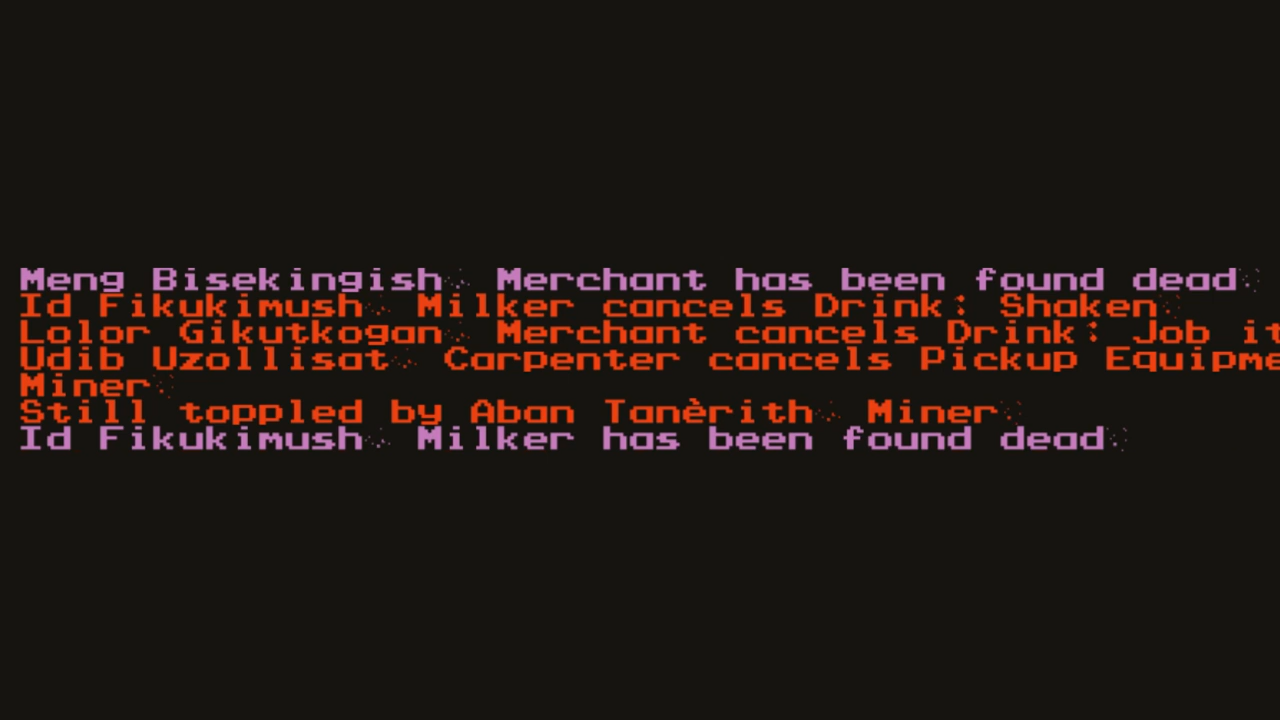 Meng Bisekingish, Merchant has been found dead.
Id Fikukimush, Milker cancels Drink: Shaken.
Lolor Gikutkogan, Merchant cancels Drink: Job it
Udib Uzollisat, Carpenter cancels Pickup Equipme
Miner.
Still toppled by Aban Tanèrith, Miner.
Id Fikukimush, Milker has been found dead.